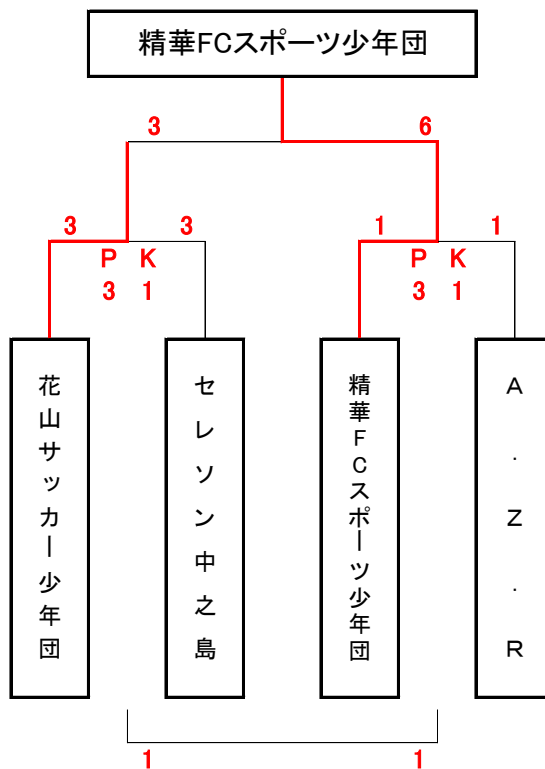 精華FCスポーツ少年団
3 6
3 3 1 1
P K P K
3 1 3 1
花山サッカー少年団
セレソン中之島
精華FCスポーツ少年団
A.Z.R
1 1